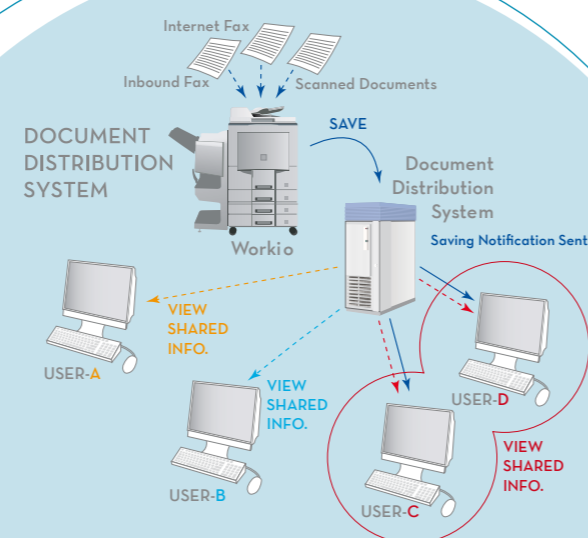 Internet Fax
Inbound Fax
Scanned Documents
DOCUMENT
DISTRIBUTION
SYSTEM
SAVE
Workio
Document
Distribution
System
Saving Notification Sent
VIEW
SHARED
INFO.
USER-A
VIEW
SHARED
INFO.
USER-B
USER-D
VIEW
SHARED
INFO.
USER-C